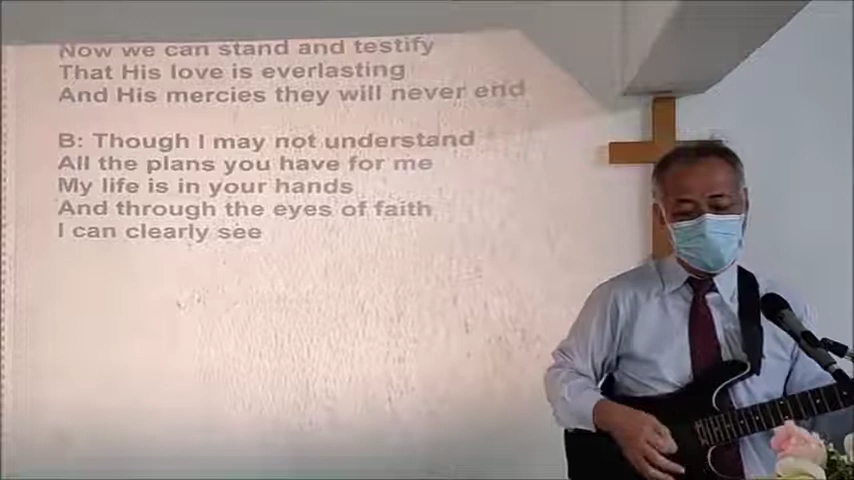 Now we can stand and testify
That His love is everlasting
And His mercies they will never end
B: Though I may not understand
All the plans you have for me
My life is in your hands
And through the eyes of faith
I can clearly see